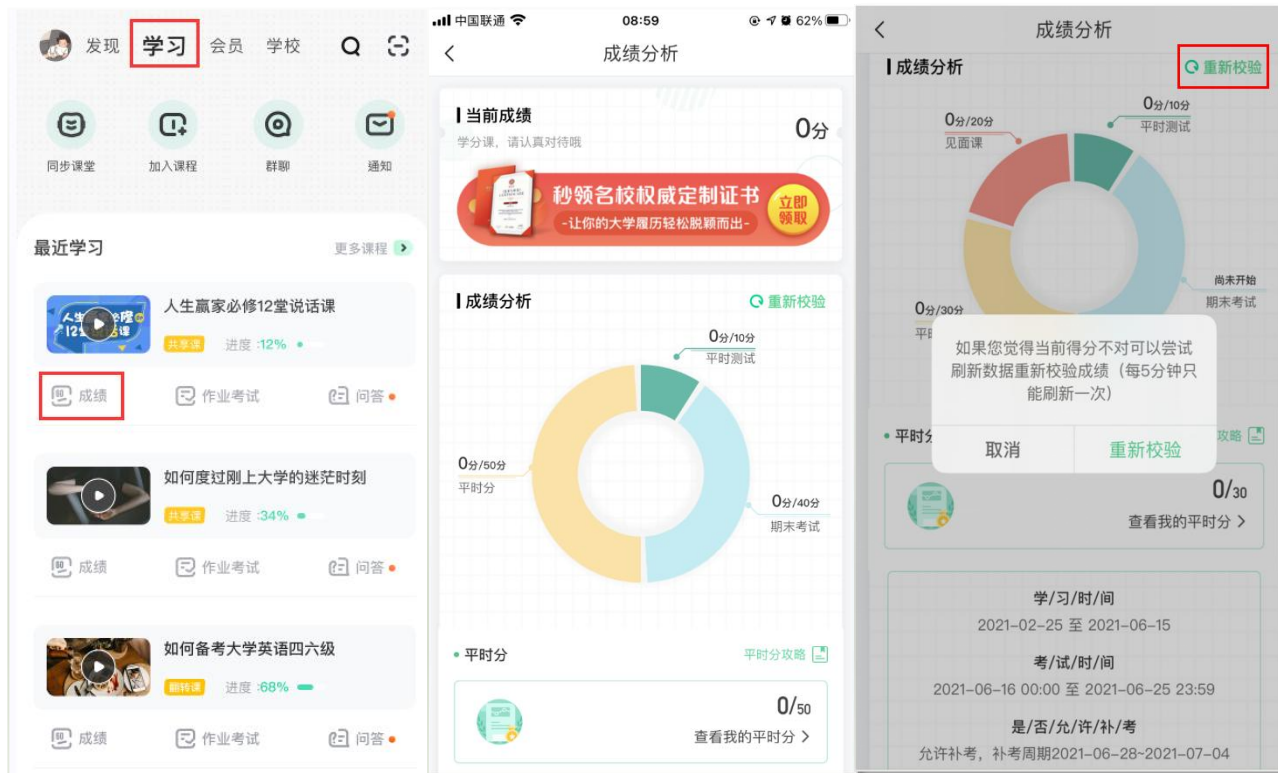 发现 学习 会员 学校
同步课堂 加入课程 群聊 通知
最近学习 更多课程
人生赢家必修12堂说话课
共享课 进度:12%
成绩 作业考试 问答
如何度过刚上大学的迷茫时刻
共享课 进度:34%
成绩 作业考试 问答
如何备考大学英语四六级
翻转课 进度:68%
成绩 作业考试 问答
中国联通 08:59 62%
成绩分析
当前成绩
学分课，请认真对待哦
0分
秒领名校权威定制证书
-让你的大学履历轻松脱颖而出-
立即
领取
成绩分析 重新校验
0分/10分
平时测试
0分/50分
平时分
0分/40分
期末考试
平时分 平时分攻略
0/50
查看我的平时分
成绩分析
成绩分析 重新校验
0分/10分
平时测试
0分/20分
见面课
尚未开始
期末考试
0分/30分
如果您觉得当前得分不对可以尝试
刷新数据重新校验成绩（每5分钟只
能刷新一次）
取消 重新校验
平时分 攻略
0/30
查看我的平时分
学/习/时/间
2021-02-25 至 2021-06-15
考/试/时/间
2021-06-16 00:00 至 2021-06-25 23:59
是/否/允/许/补/考
允许补考，补考周期2021-06-28~2021-07-04